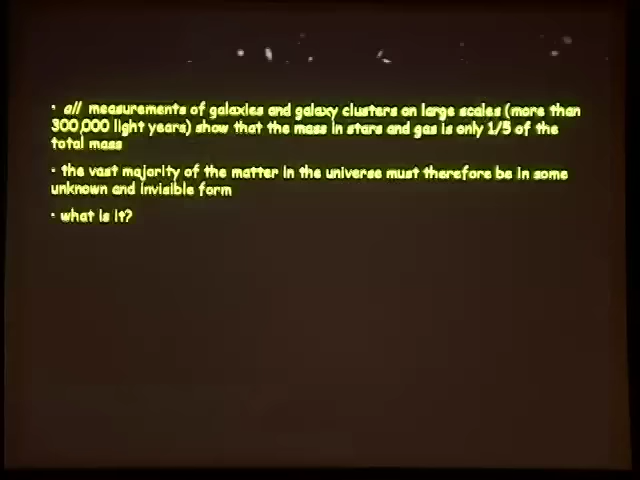 • all measurements of galaxies and galaxy clusters on large scales (more than
300,000 light years) show that the mass in stars and gas is only 1/5 of the
total mass
• the vast majority of the matter in the universe must therefore be in some
unknown and invisible form
• what is it?